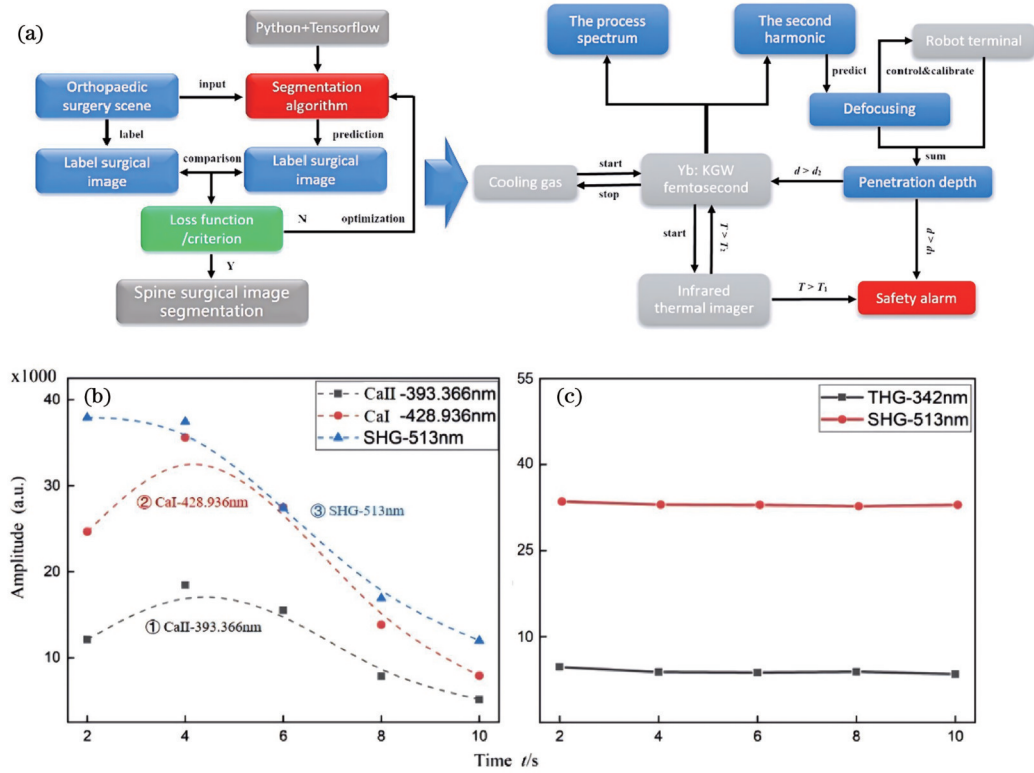 (a)
Python+Tensorflow
Orthopaedic
surgery scene
input
Segmentation
algorithm
label
prediction
Label surgical
image
comparison
Label surgical
image
Loss function
/criterion
N
optimization
Y
Spine surgical image
segmentation
The process
spectrum
The second
harmonic
Robot terminal
predict
control&calibrate
Defocusing
sum
Cooling gas
start
stop
Yb: KGW
femtosecond
d > d₂
Penetration depth
start
T > T₂
d > d₁
Infrared
thermal imager
T > T₁
Safety alarm
x1000
(b)
CaII -393.366nm
CaI -428.936nm
SHG-513nm
② CaI-428.936nm
③ SHG-513nm
① CaII-393.366nm
40
30
20
10
Amplitude (a.u.)
2 4 6 8 10
(c)
THG-342nm
SHG-513nm
55
40
25
10
2 4 6 8 10
Time t/s